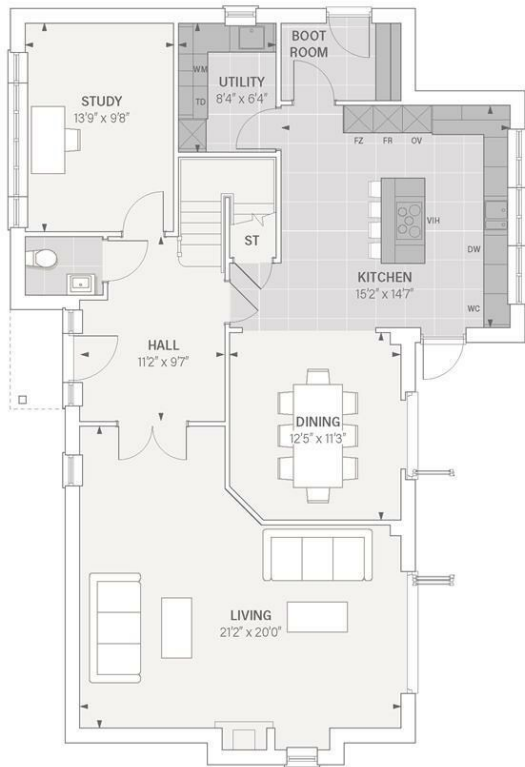 BOOT
ROOM
WM
UTILITY
8'4" x 6'4"
TD
STUDY
13'9" x 9'8"
FZ
FR
OV
ST
VIH
DW
KITCHEN
15'2" x 14'7"
WC
HALL
11'2" x 9'7"
DINING
12'5" x 11'3"
LIVING
21'2" x 20'0"